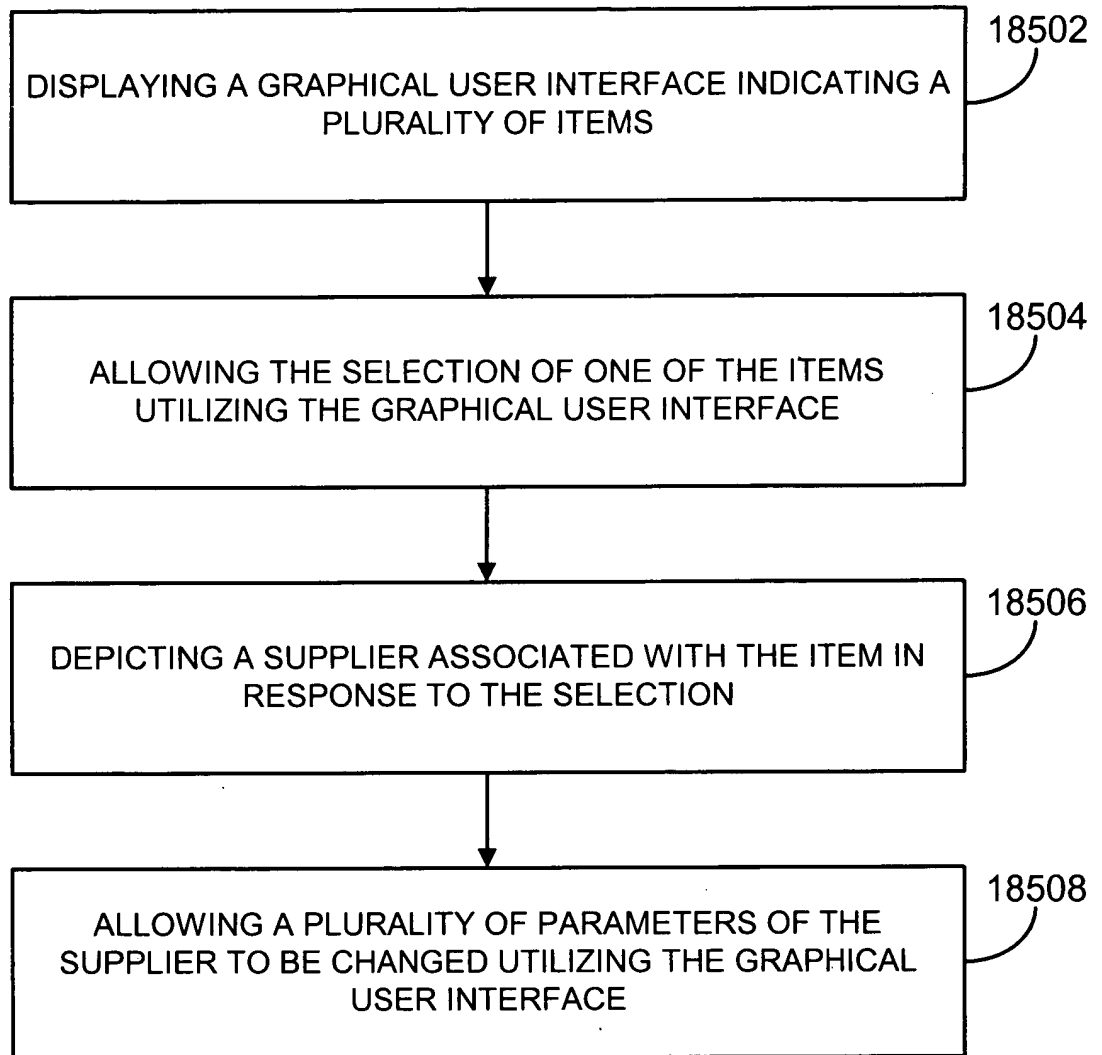 18502
DISPLAYING A GRAPHICAL USER INTERFACE INDICATING A
PLURALITY OF ITEMS
18504
ALLOWING THE SELECTION OF ONE OF THE ITEMS
UTILIZING THE GRAPHICAL USER INTERFACE
18506
DEPICTING A SUPPLIER ASSOCIATED WITH THE ITEM IN
RESPONSE TO THE SELECTION
18508
ALLOWING A PLURALITY OF PARAMETERS OF THE
SUPPLIER TO BE CHANGED UTILIZING THE GRAPHICAL
USER INTERFACE